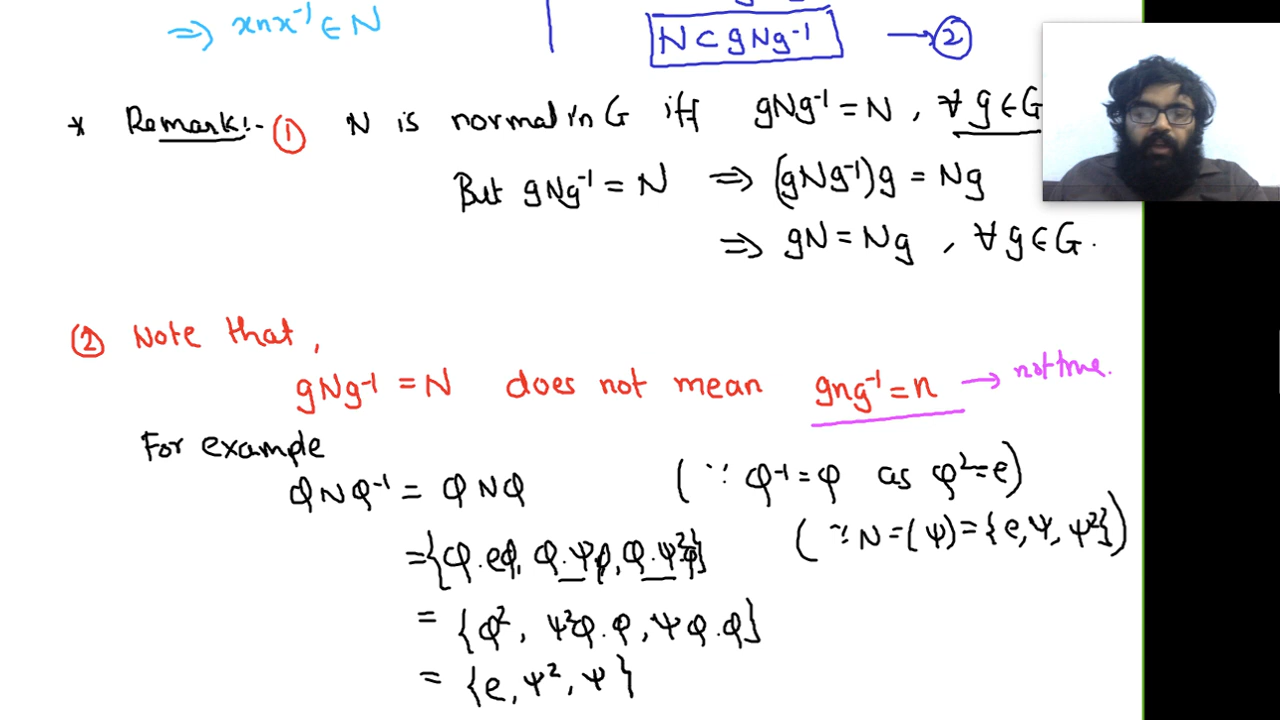 ⇒ xnx⁻¹ ∈ N
N ⊂ gNg⁻¹ → ②
* Remark:- ① N is normal in G iff gNg⁻¹ = N, ∀ g ∈ G
But gNg⁻¹ = N ⇒ (gNg⁻¹)g = Ng
⇒ gN = Ng, ∀ g ∈ G.
② Note that,
gNg⁻¹ = N does not mean gng⁻¹ = n → not true.
For example
φNφ⁻¹ = φNφ (∵ φ⁻¹ = φ as φ² = e)
= {φ.eφ, φ.ψφ, φ.ψ²φ} (∵ N = (ψ) = {e, ψ, ψ²})
= {φ², ψ²φ.φ, ψφ.φ}
= {e, ψ², ψ}